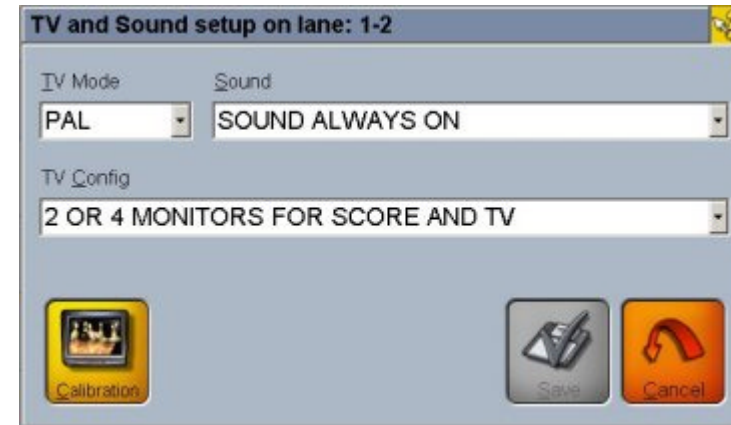 TV and Sound setup on lane: 1-2
TV Mode Sound
PAL SOUND ALWAYS ON
TV Config
2 OR 4 MONITORS FOR SCORE AND TV
Calibration Save Cancel